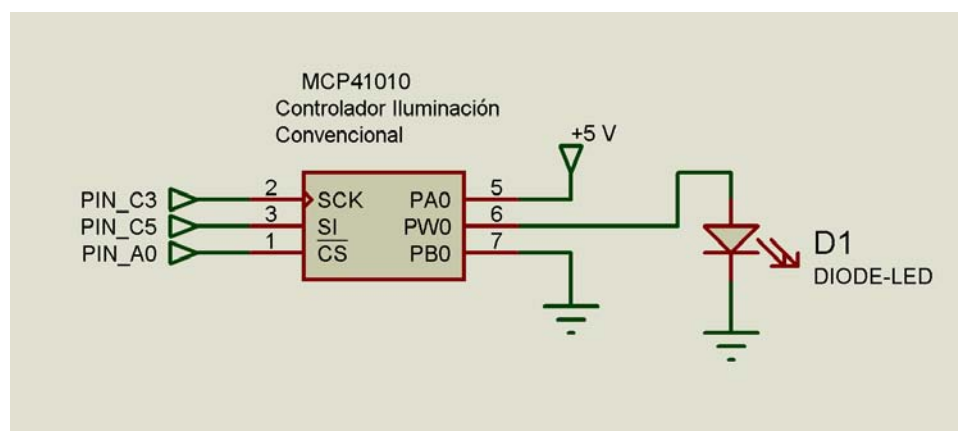 MCP41010
Controlador Iluminación
Convencional
+5 V
PIN_C3
2
SCK
PA0
5
PIN_C5
3
SI
PW0
6
PIN_A0
1
CS
PB0
7
D1
DIODE-LED